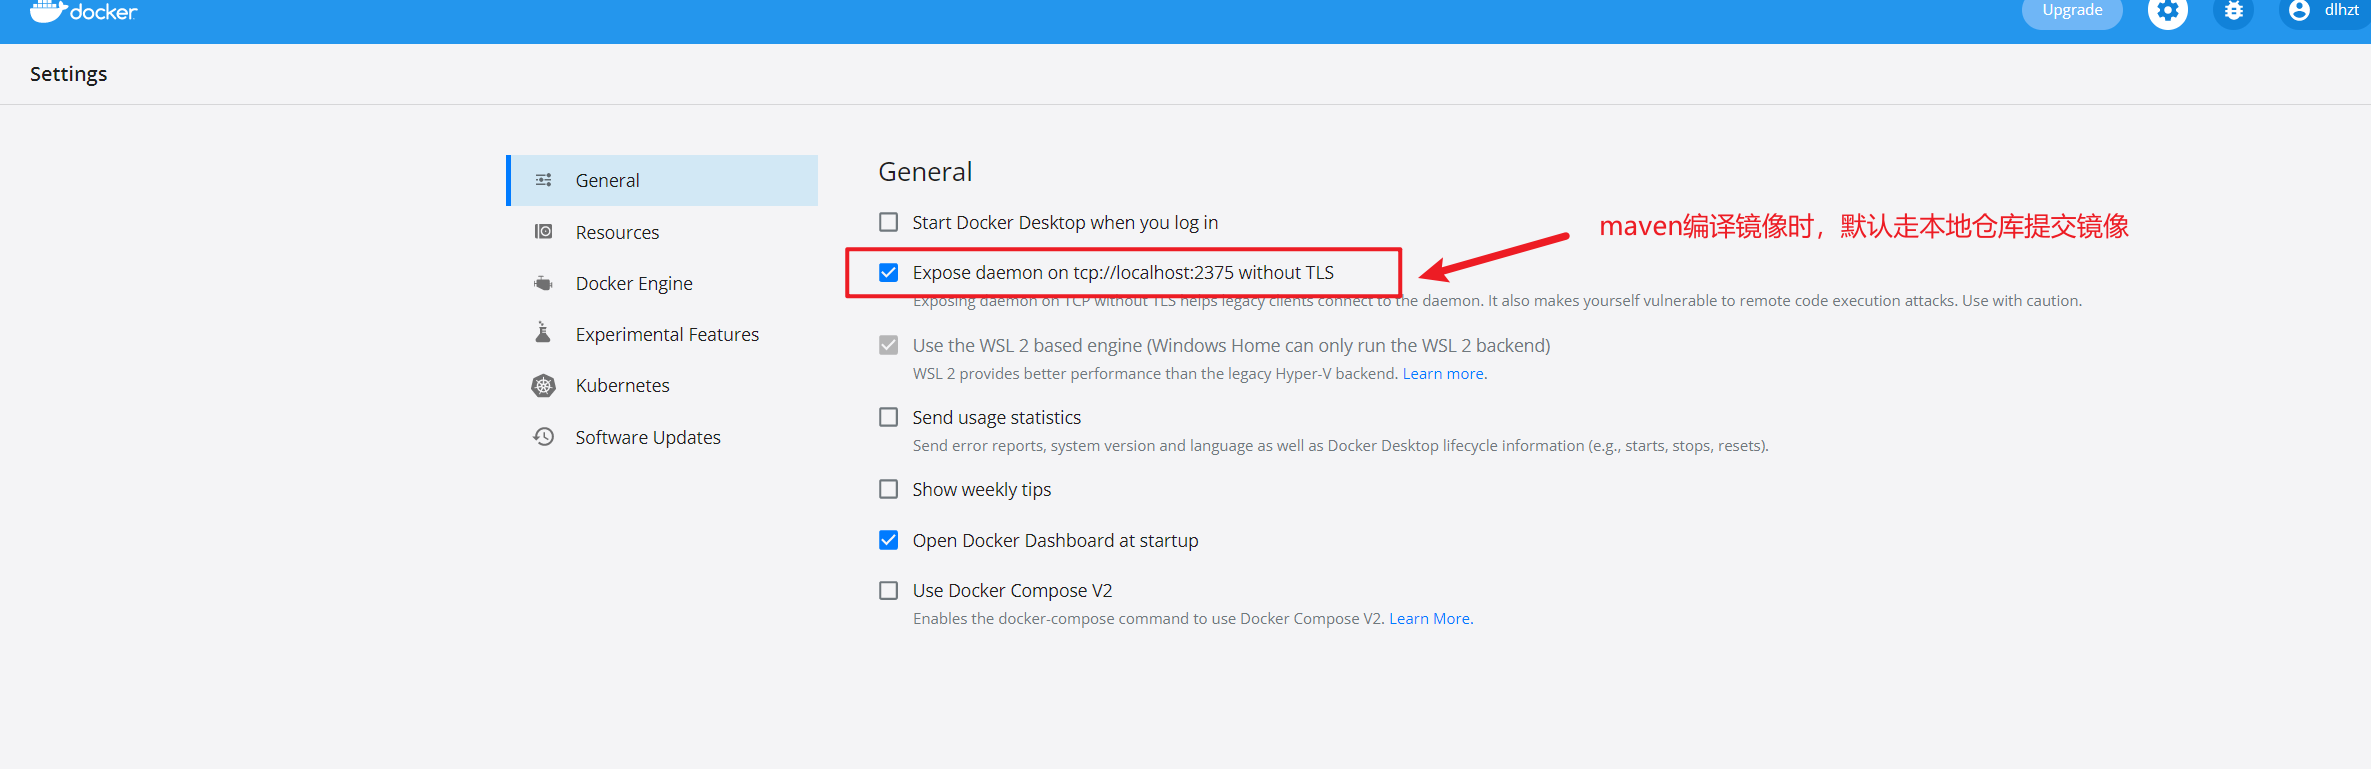 docker
Upgrade
dlhzt
Settings
General
Resources
Docker Engine
Experimental Features
Kubernetes
Software Updates
General
Start Docker Desktop when you log in
maven编译镜像时，默认走本地仓库提交镜像
Expose daemon on tcp://localhost:2375 without TLS
Exposing daemon on TCP without TLS helps legacy clients connect to the daemon. It also makes yourself vulnerable to remote code execution attacks. Use with caution.
Use the WSL 2 based engine (Windows Home can only run the WSL 2 backend)
WSL 2 provides better performance than the legacy Hyper-V backend. Learn more.
Send usage statistics
Send error reports, system version and language as well as Docker Desktop lifecycle information (e.g., starts, stops, resets).
Show weekly tips
Open Docker Dashboard at startup
Use Docker Compose V2
Enables the docker-compose command to use Docker Compose V2. Learn More.